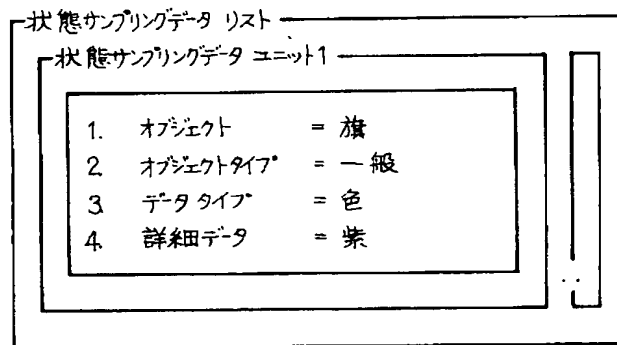 状態サンプリングデータ リスト
状態サンプリングデータ ユニット1
1. オブジェクト = 旗
2 オブジェクトタイプ = 一般
3 データタイプ = 色
4. 詳細データ = 紫
‥